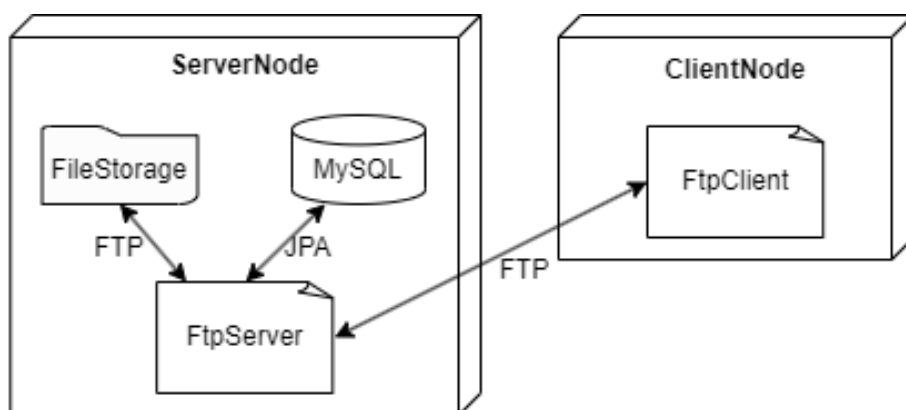 ServerNode
ClientNode
FileStorage
MySQL
FtpClient
FTP
JPA
FTP
FtpServer